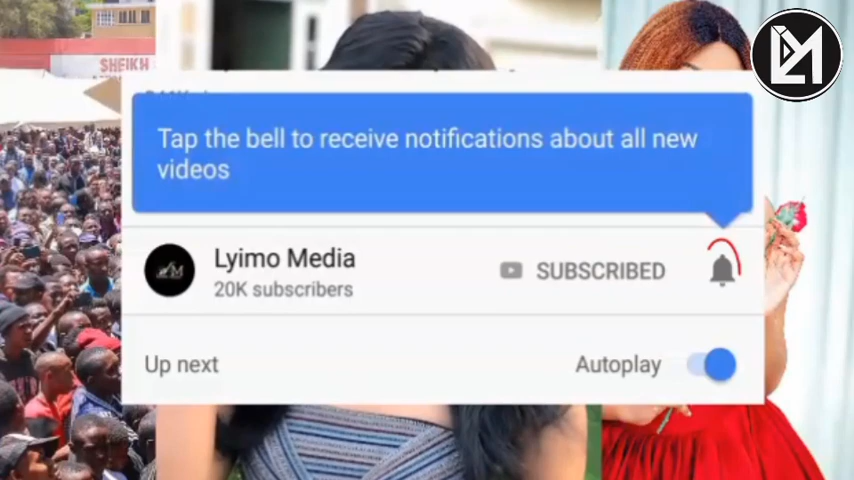 SHEIKH
Tap the bell to receive notifications about all new
videos
Lyimo Media
20K subscribers
SUBSCRIBED
Up next
Autoplay
LM